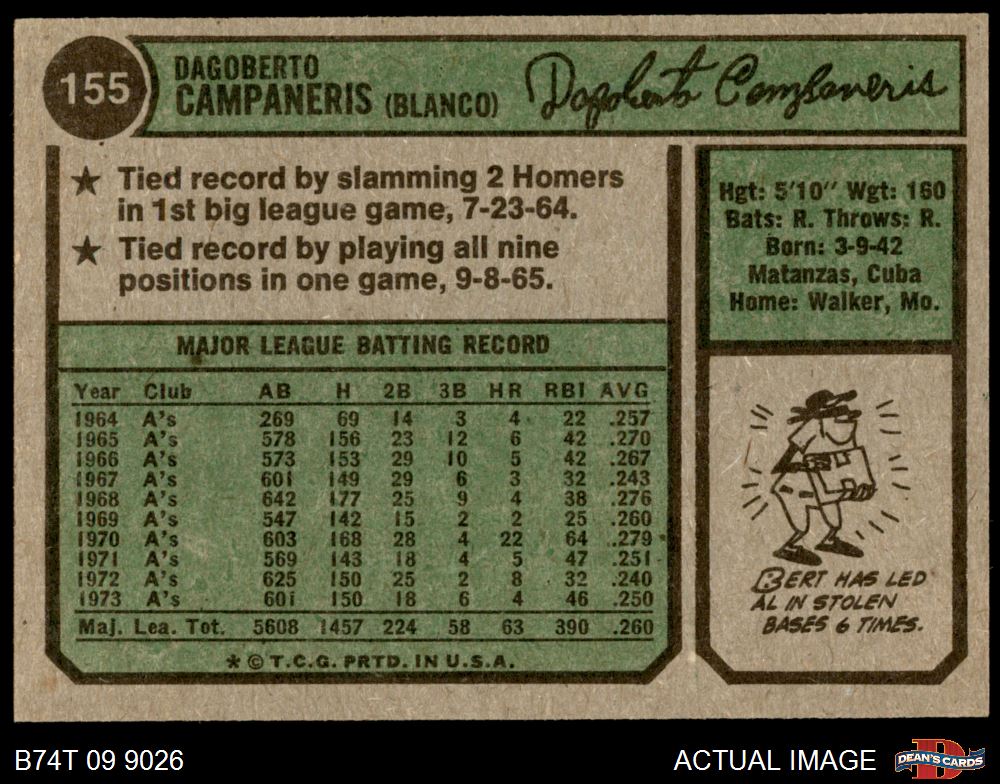 155
DAGOBERTO
CAMPANERIS (BLANCO)
Dagoberto Campaneris
★ Tied record by slamming 2 Homers
in 1st big league game, 7-23-64.
★ Tied record by playing all nine
positions in one game, 9-8-65.
Hgt: 5'10" Wgt: 160
Bats: R. Throws: R.
Born: 3-9-42
Matanzas, Cuba
Home: Walker, Mo.
MAJOR LEAGUE BATTING RECORD
Year Club AB H 2B 3B HR RBI AVG
1964 A's 269 69 14 3 4 22 .257
1965 A's 578 156 23 12 6 42 .270
1966 A's 573 153 29 10 5 42 .267
1967 A's 601 149 29 6 3 32 .243
1968 A's 642 177 25 9 4 38 .276
1969 A's 547 142 15 2 2 25 .260
1970 A's 603 168 28 4 22 64 .279
1971 A's 569 143 18 4 5 47 .251
1972 A's 625 150 25 2 8 32 .240
1973 A's 601 150 18 6 4 46 .250
Maj. Lea. Tot. 5608 1457 224 58 63 390 .260
* © T.C.G. PRTD. IN U.S.A.
BERT HAS LED
AL IN STOLEN
BASES 6 TIMES.
B74T 09 9026
ACTUAL IMAGE
D
DEAN'S CARDS